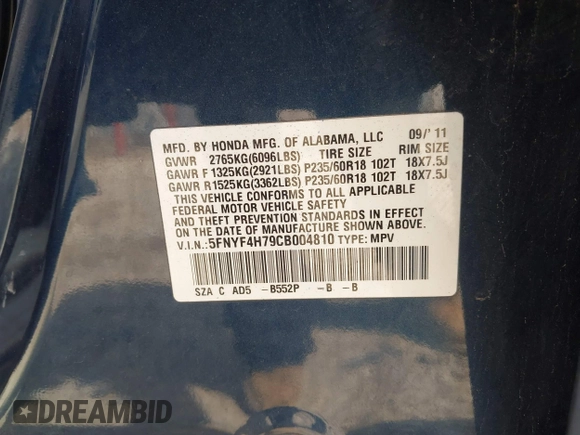 MFD. BY HONDA MFG. OF ALABAMA, LLC 09/'11
GVWR 2765KG(6096LBS) TIRE SIZE RIM SIZE
GAWR F 1325KG(2921LBS) P235/60R18 102T 18X7.5J
GAWR R 1525KG(3362LBS) P235/60R18 102T 18X7.5J
THIS VEHICLE CONFORMS TO ALL APPLICABLE
FEDERAL MOTOR VEHICLE SAFETY
AND THEFT PREVENTION STANDARDS IN EFFECT
ON THE DATE OF MANUFACTURE SHOWN ABOVE.
V.I.N.:5FNYF4H79CB004810 TYPE: MPV
SZA C AD5 -B552P -B -B
DREAMBID